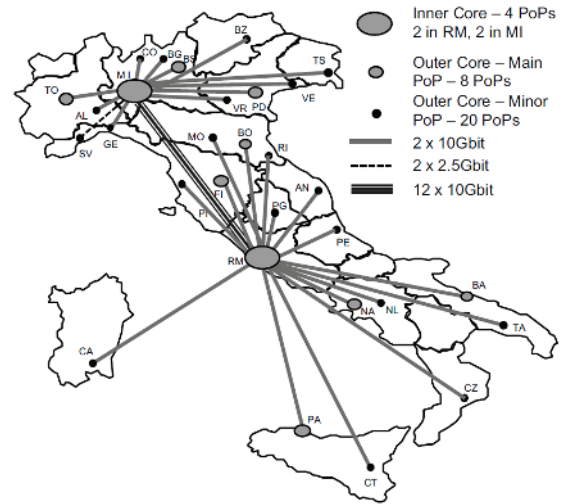 Inner Core – 4 PoPs
2 in RM, 2 in MI
Outer Core – Main
PoP – 8 PoPs
Outer Core – Minor
PoP – 20 PoPs
2 x 10Gbit
2 x 2.5Gbit
12 x 10Gbit
BZ
CO
BG
BS
TS
MI
TO
AL
VR
PD
VE
SV
GE
MO
BO
RI
FI
AN
PI
PG
PE
RM
BA
NA
NL
TA
CA
CZ
PA
CT